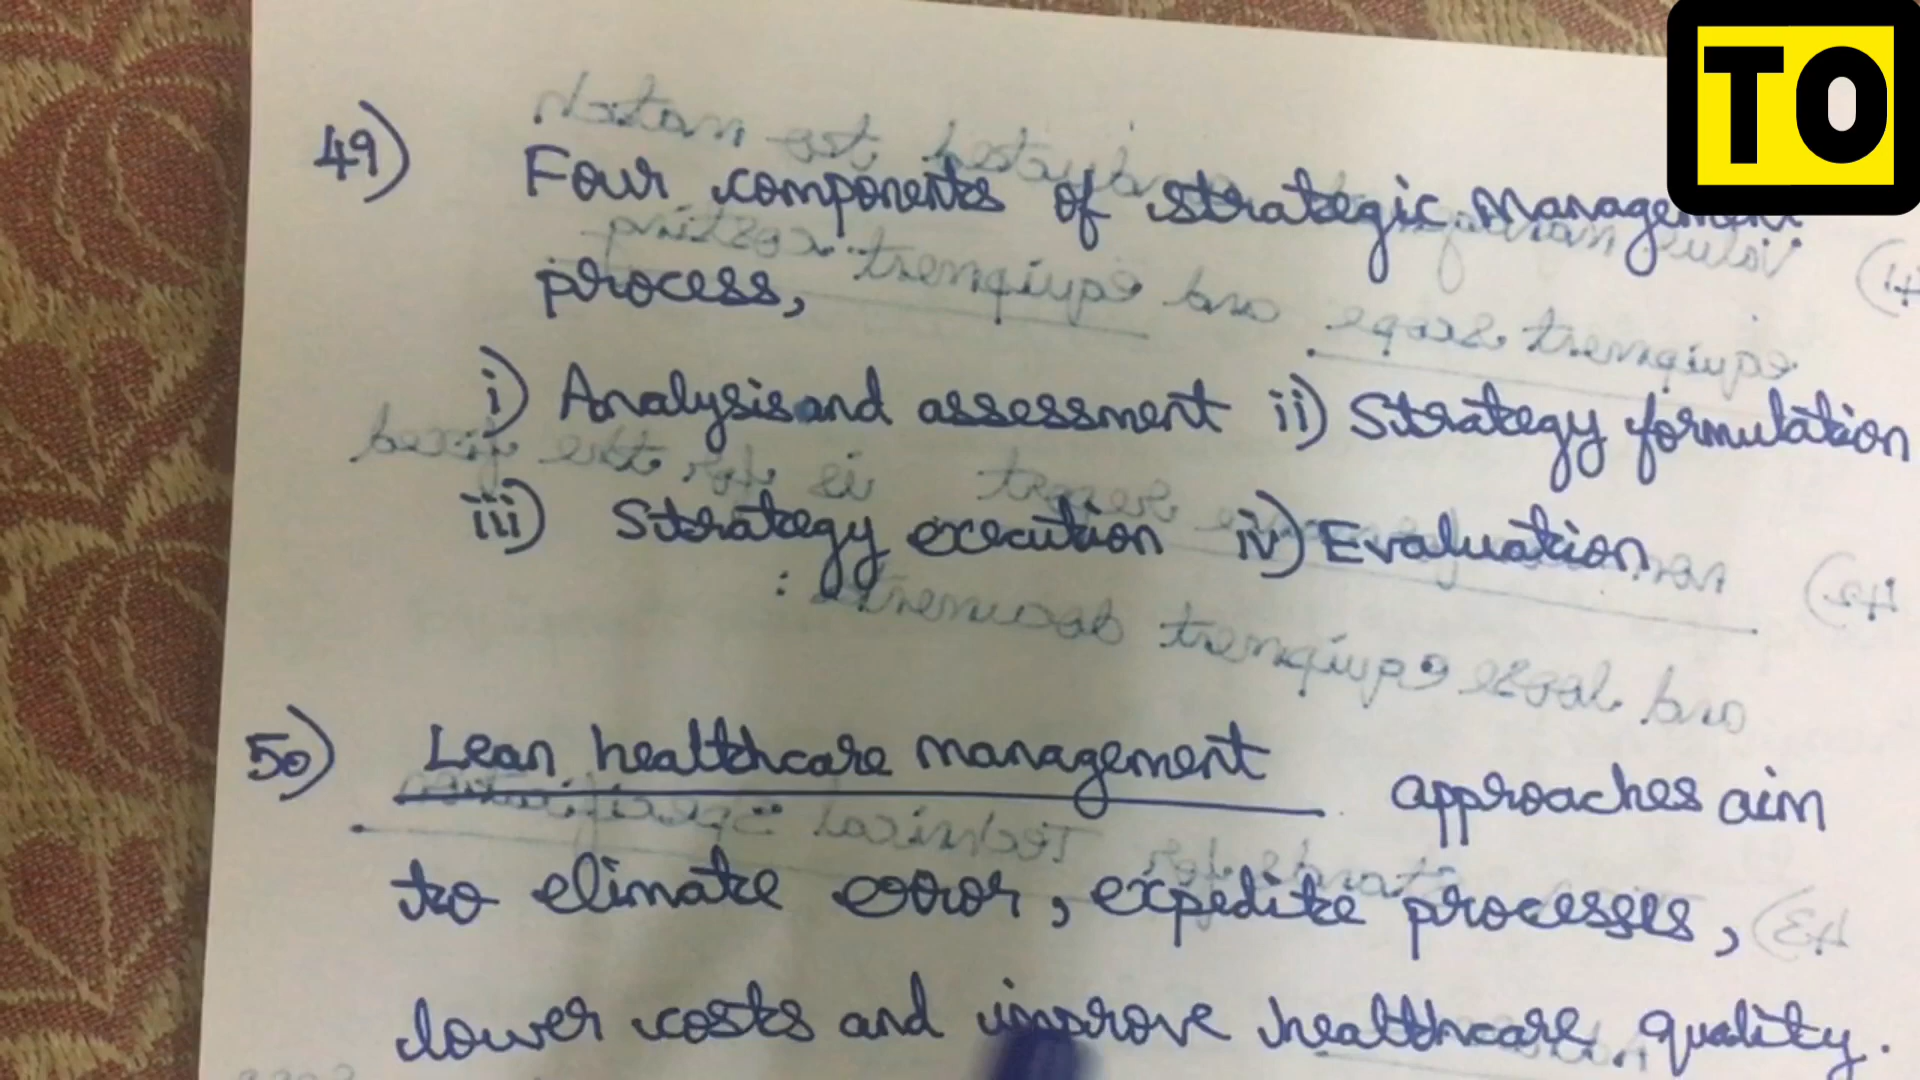 TO
49) Four components of strategic management
process,
i) Analysis and assessment ii) Strategy formulation
iii) Strategy execution iv) Evaluation
50) Lean healthcare management approaches aim
to elimate error, expedite processes,
lower costs and improve healthcare quality.